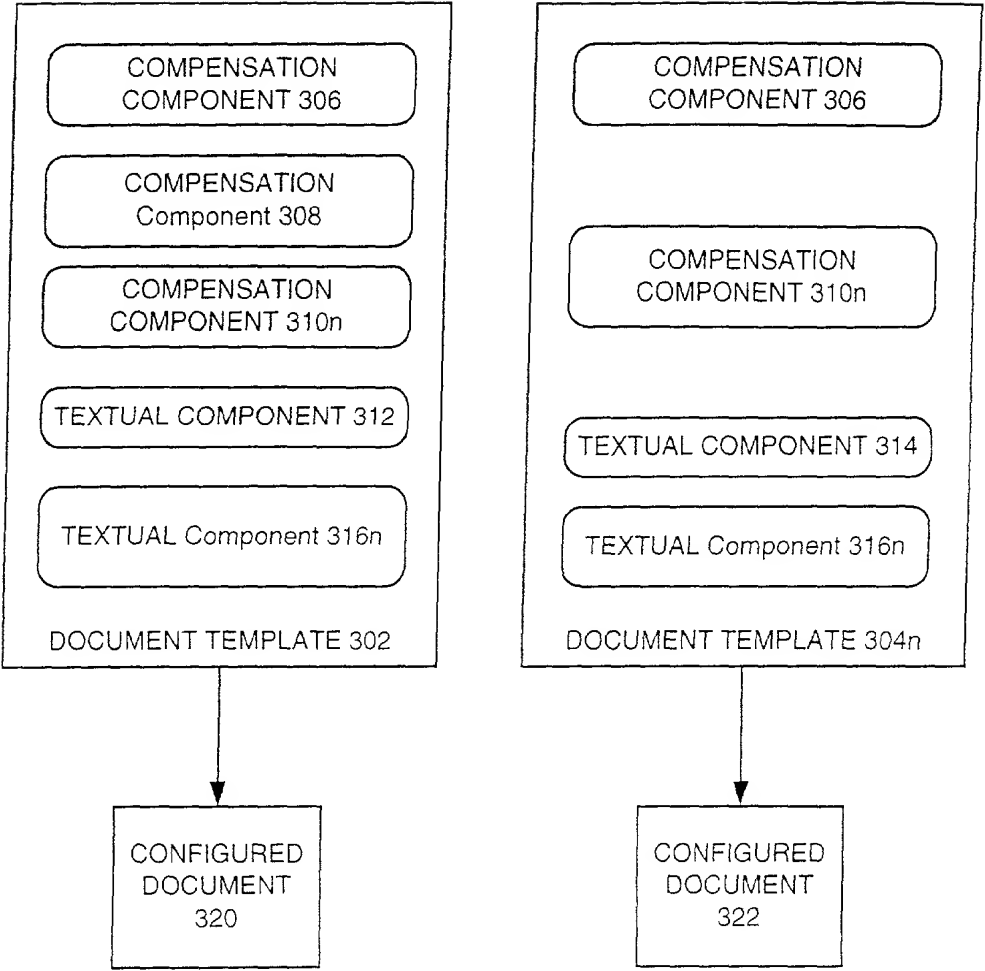 COMPENSATION
COMPONENT 306
COMPENSATION
Component 308
COMPENSATION
COMPONENT 310n
TEXTUAL COMPONENT 312
TEXTUAL Component 316n
DOCUMENT TEMPLATE 302
CONFIGURED
DOCUMENT
320
COMPENSATION
COMPONENT 306
COMPENSATION
COMPONENT 310n
TEXTUAL COMPONENT 314
TEXTUAL Component 316n
DOCUMENT TEMPLATE 304n
CONFIGURED
DOCUMENT
322